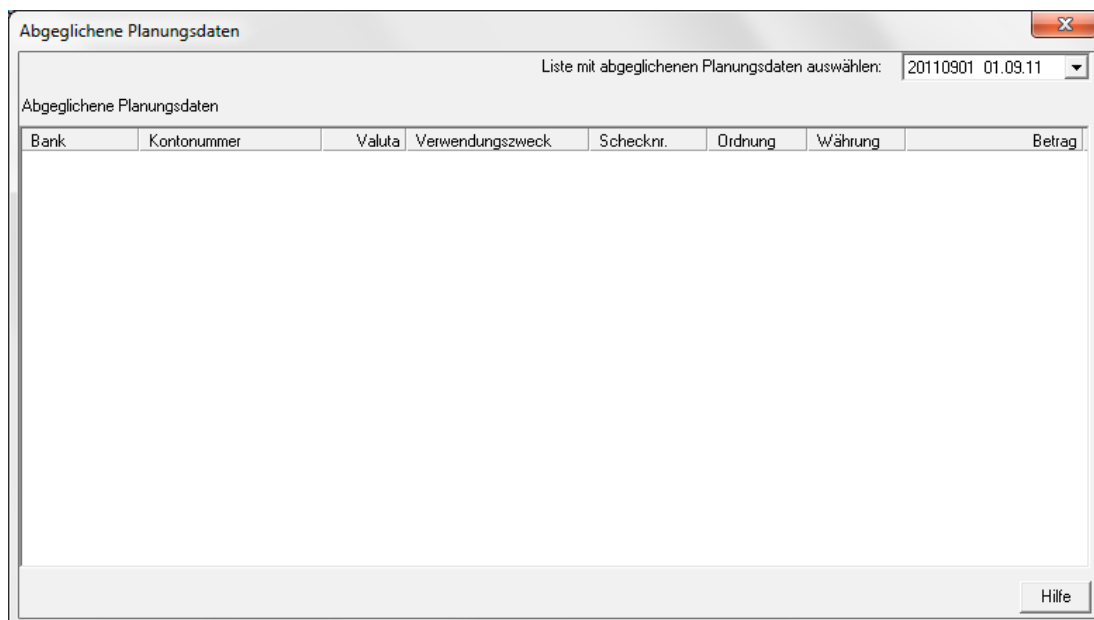 Abgeglichene Planungsdaten
Liste mit abgeglichenen Planungsdaten auswählen: 20110901 01.09.11
Abgeglichene Planungsdaten
Bank Kontonummer Valuta Verwendungszweck Schecknr. Ordnung Währung Betrag
Hilfe